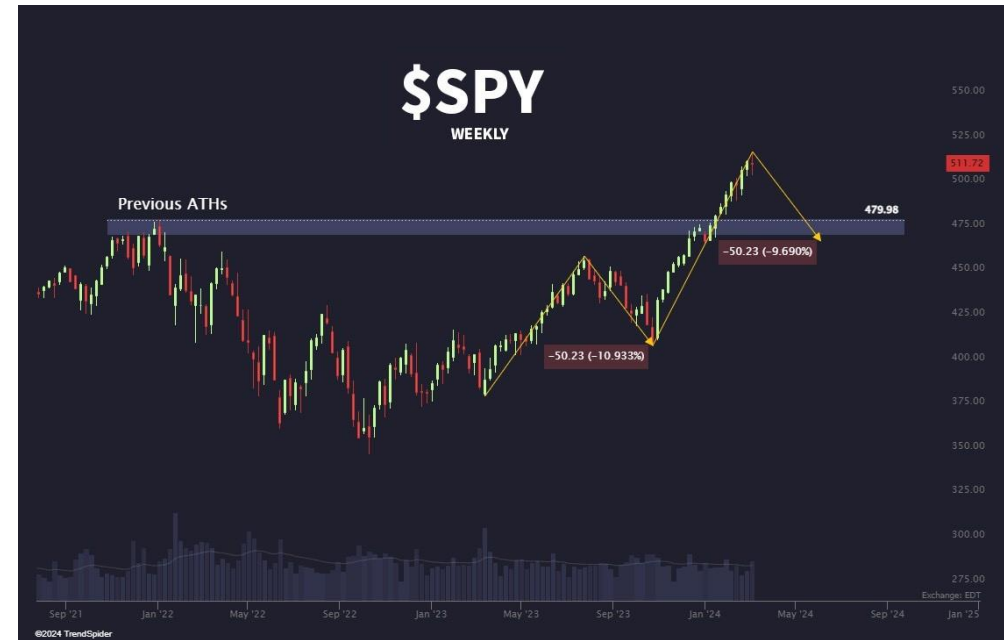 $SPY
WEEKLY
550.00
525.00
511.72
500.00
Previous ATHs
479.98
475.00
-50.23 (-9.690%)
450.00
425.00
-50.23 (-10.933%)
400.00
375.00
350.00
325.00
300.00
275.00
Exchange: EDT
Sep '21 Jan '22 May '22 Sep '22 Jan '23 May '23 Sep '23 Jan '24 May '24 Sep '24 Jan '25
©2024 TrendSpider